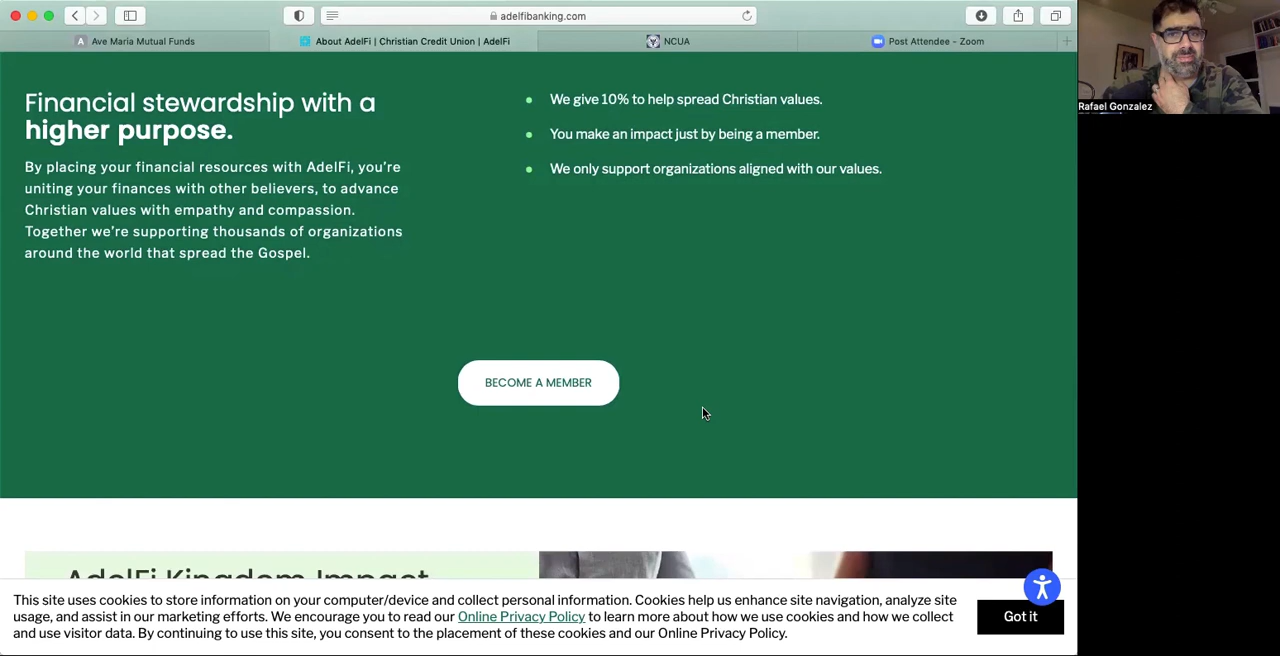 adelfibanking.com
Ave Maria Mutual Funds
About AdelFi | Christian Credit Union | AdelFi
NCUA
Post Attendee - Zoom
Rafael Gonzalez
Financial stewardship with a
higher purpose.
By placing your financial resources with AdelFi, you're
uniting your finances with other believers, to advance
Christian values with empathy and compassion.
Together we're supporting thousands of organizations
around the world that spread the Gospel.
We give 10% to help spread Christian values.
You make an impact just by being a member.
We only support organizations aligned with our values.
BECOME A MEMBER
AdelFi Kingdom Impact
This site uses cookies to store information on your computer/device and collect personal information. Cookies help us enhance site navigation, analyze site
usage, and assist in our marketing efforts. We encourage you to read our Online Privacy Policy to learn more about how we use cookies and how we collect
and use visitor data. By continuing to use this site, you consent to the placement of these cookies and our Online Privacy Policy.
Got it